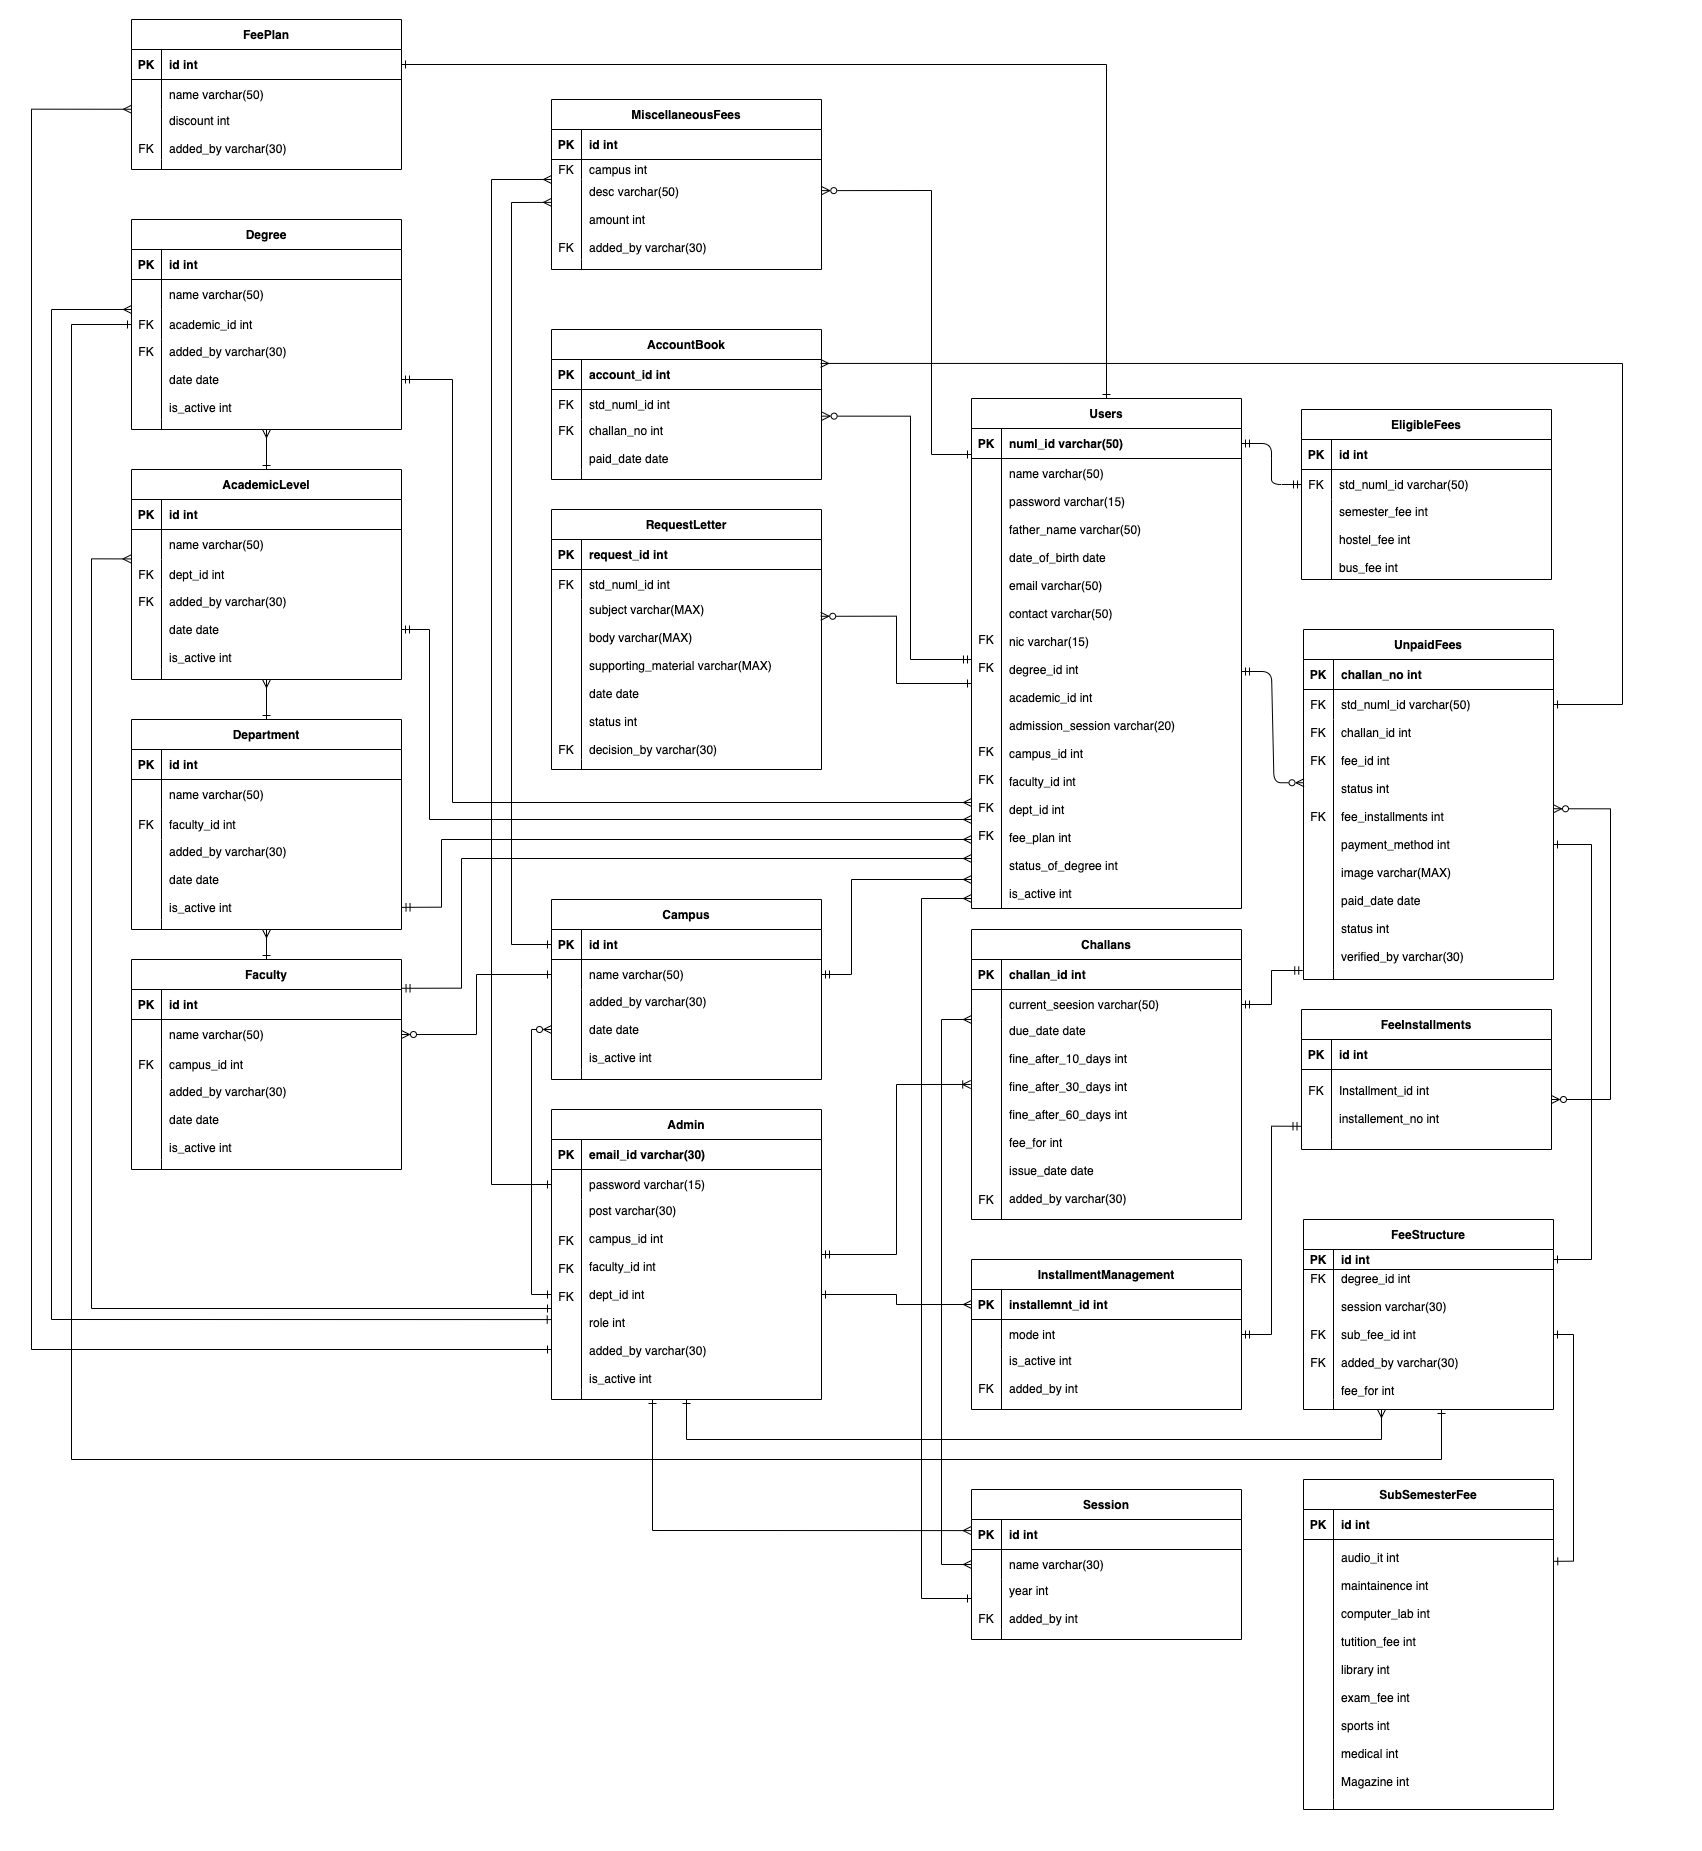 FeePlan
PK id int
name varchar(50)
discount int
FK added_by varchar(30)
Degree
PK id int
name varchar(50)
FK academic_id int
FK added_by varchar(30)
date date
is_active int
AcademicLevel
PK id int
name varchar(50)
FK dept_id int
FK added_by varchar(30)
date date
is_active int
Department
PK id int
name varchar(50)
FK faculty_id int
added_by varchar(30)
date date
is_active int
Faculty
PK id int
name varchar(50)
FK campus_id int
added_by varchar(30)
date date
is_active int
MiscellaneousFees
PK id int
FK campus int
desc varchar(50)
amount int
FK added_by varchar(30)
AccountBook
PK account_id int
FK std_numl_id int
FK challan_no int
paid_date date
RequestLetter
PK request_id int
FK std_numl_id int
subject varchar(MAX)
body varchar(MAX)
supporting_material varchar(MAX)
date date
status int
FK decision_by varchar(30)
Campus
PK id int
name varchar(50)
added_by varchar(30)
date date
is_active int
Admin
PK email_id varchar(30)
password varchar(15)
post varchar(30)
FK campus_id int
FK faculty_id int
FK dept_id int
role int
added_by varchar(30)
is_active int
Users
PK numl_id varchar(50)
name varchar(50)
password varchar(15)
father_name varchar(50)
date_of_birth date
email varchar(50)
contact varchar(50)
FK nic varchar(15)
FK degree_id int
academic_id int
admission_session varchar(20)
FK campus_id int
FK faculty_id int
FK dept_id int
FK fee_plan int
status_of_degree int
is_active int
Challans
PK challan_id int
current_seesion varchar(50)
due_date date
fine_after_10_days int
fine_after_30_days int
fine_after_60_days int
fee_for int
issue_date date
FK added_by varchar(30)
InstallmentManagement
PK installemnt_id int
mode int
is_active int
FK added_by int
Session
PK id int
name varchar(30)
year int
FK added_by int
EligibleFees
PK id int
FK std_numl_id varchar(50)
semester_fee int
hostel_fee int
bus_fee int
UnpaidFees
PK challan_no int
FK std_numl_id varchar(50)
FK challan_id int
FK fee_id int
status int
FK fee_installments int
payment_method int
image varchar(MAX)
paid_date date
status int
verified_by varchar(30)
FeeInstallments
PK id int
FK Installment_id int
installement_no int
FeeStructure
PK id int
FK degree_id int
session varchar(30)
FK sub_fee_id int
FK added_by varchar(30)
fee_for int
SubSemesterFee
PK id int
audio_it int
maintainence int
computer_lab int
tutition_fee int
library int
exam_fee int
sports int
medical int
Magazine int